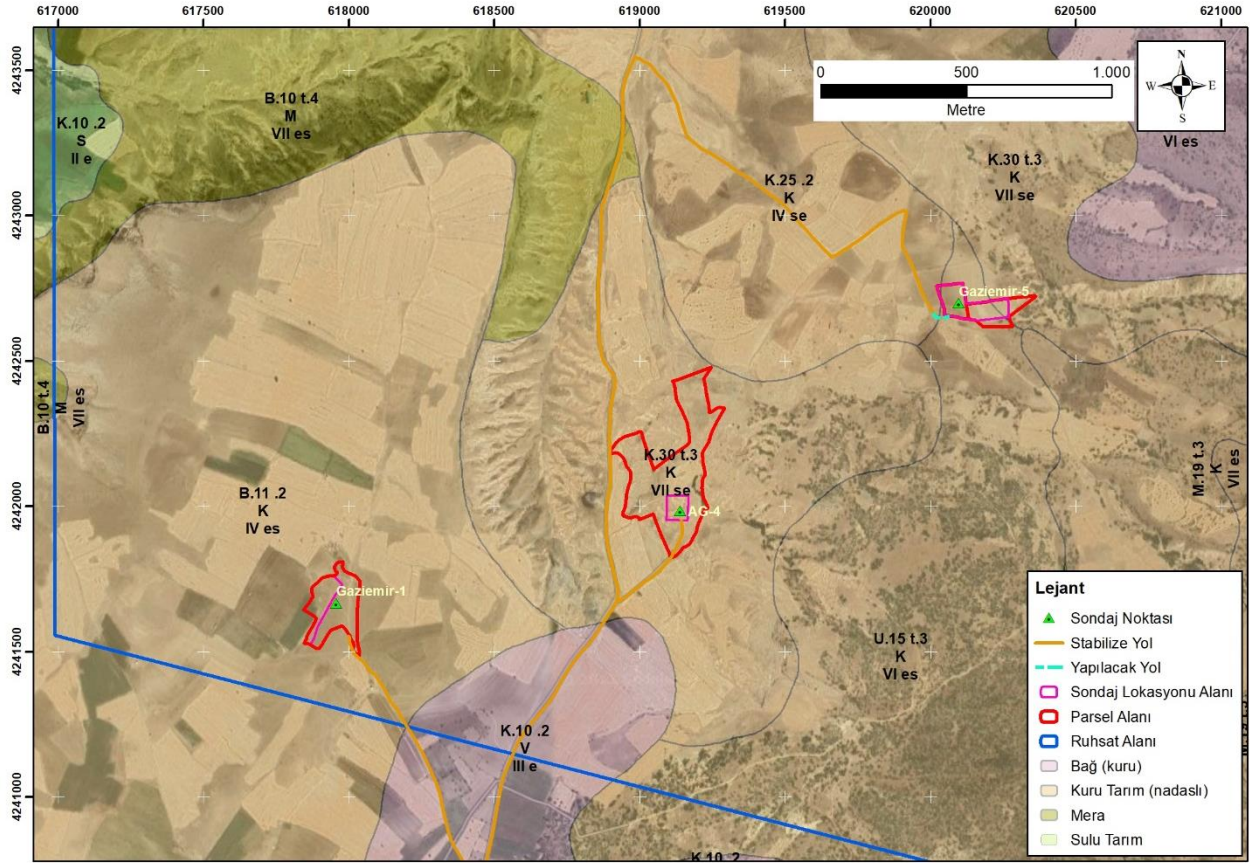 617000 617500 618000 618500 619000 619500 620000 620500 621000
4243500
4243000
4242500
4242000
4241500
4241000
0 500 1.000
Metre
N
W E
S
B.10 t.4
M
VII es
K.10 .2
S
II e
VI es
K.30 t.3
K
VII se
K.25 .2
K
IV se
Gaziemir-5
B.10 t.4
M
VII es
K.30 t.3
K
VII se
AG-4
M.19 t.3
K
VII es
B.11 .2
K
IV es
Gaziemir-1
U.15 t.3
K
VI es
K.10 .2
V
III e
K.10 .2
Lejant
Sondaj Noktası
Stabilize Yol
Yapılacak Yol
Sondaj Lokasyonu Alanı
Parsel Alanı
Ruhsat Alanı
Bağ (kuru)
Kuru Tarım (nadaslı)
Mera
Sulu Tarım